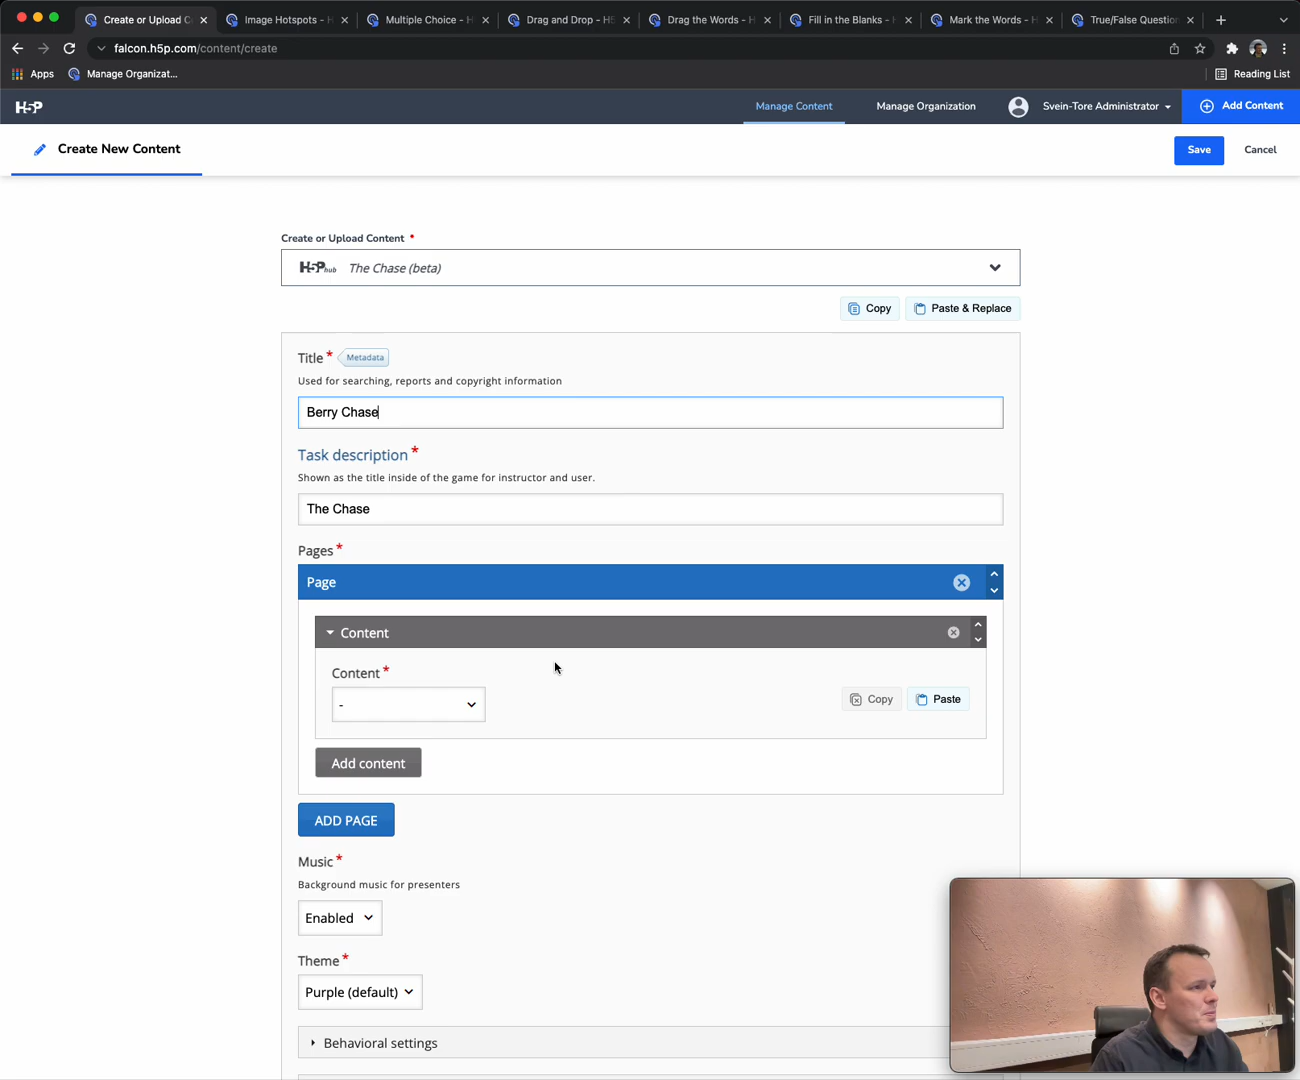 Create or Upload C
Image Hotspots - H
Multiple Choice - H
Drag and Drop - H5
Drag the Words - H
Fill in the Blanks - 
Mark the Words - H
True/False Question
falcon.h5p.com/content/create
Apps
Manage Organizat...
Reading List
H5P
Manage Content
Manage Organization
Svein-Tore Administrator
Add Content
Create New Content
Save
Cancel
Create or Upload Content *
H5Phub The Chase (beta)
Copy
Paste & Replace
Title * Metadata
Used for searching, reports and copyright information
Berry Chase
Task description *
Shown as the title inside of the game for instructor and user.
The Chase
Pages *
Page
Content
Content *
-
Copy
Paste
Add content
ADD PAGE
Music *
Background music for presenters
Enabled
Theme *
Purple (default)
Behavioral settings